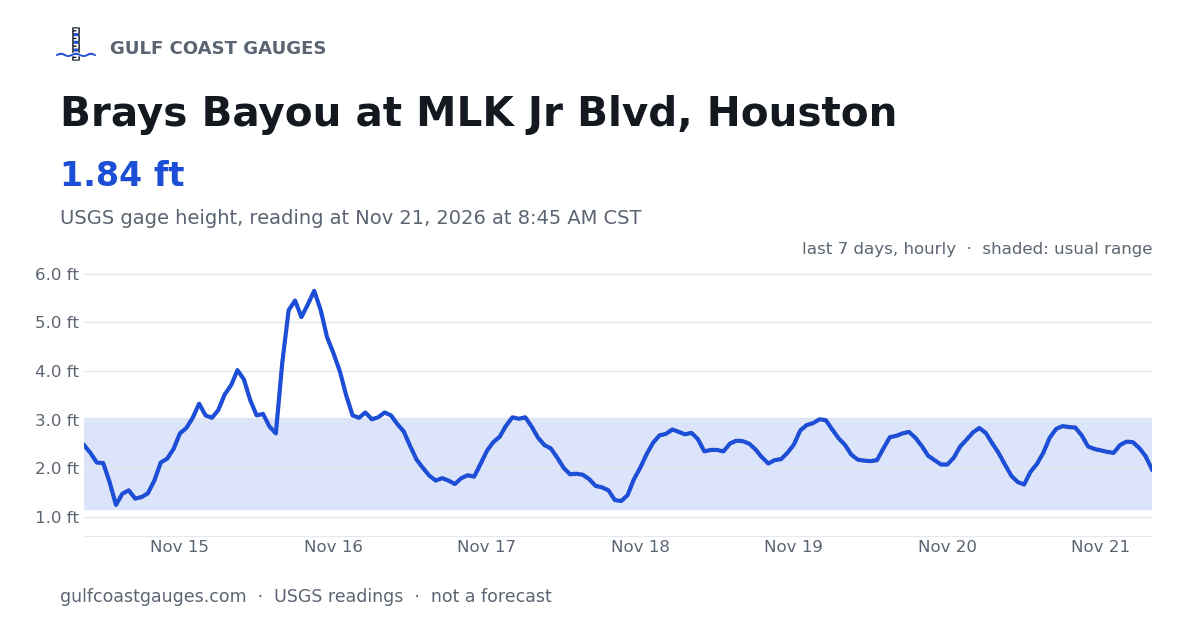 GULF COAST GAUGES
Brays Bayou at MLK Jr Blvd, Houston
1.84 ft
USGS gage height, reading at Nov 21, 2026 at 8:45 AM CST
last 7 days, hourly · shaded: usual range
6.0 ft
5.0 ft
4.0 ft
3.0 ft
2.0 ft
1.0 ft
Nov 15 Nov 16 Nov 17 Nov 18 Nov 19 Nov 20 Nov 21
gulfcoastgauges.com · USGS readings · not a forecast